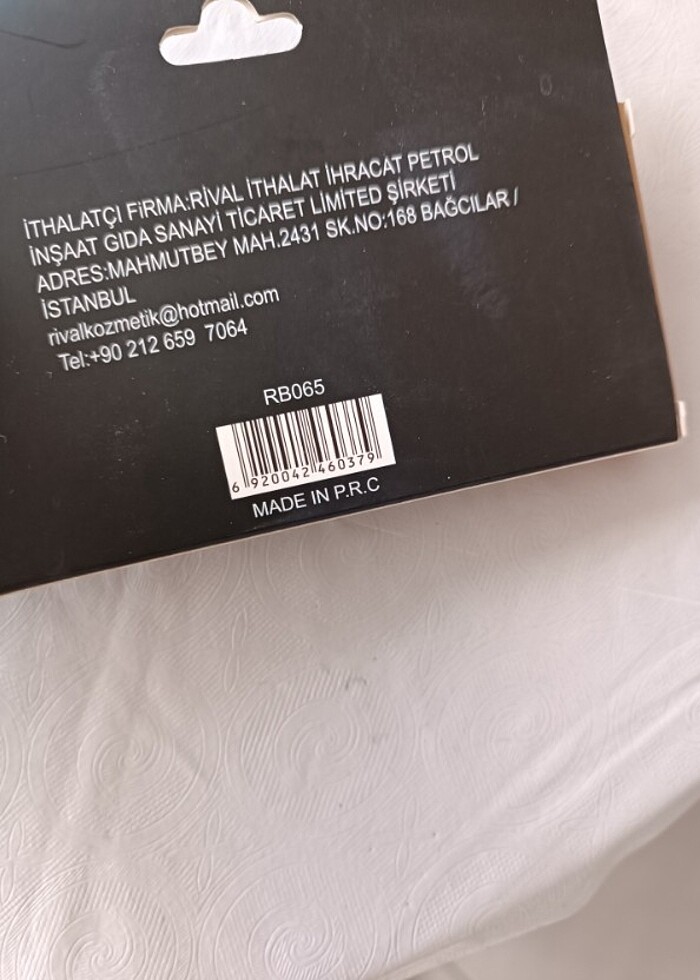 İTHALATÇI FiRMA:RİVAL İTHALAT İHRACAT PETROL
İNŞAAT GIDA SANAYİ TİCARET LİMİTED ŞİRKETİ
ADRES:MAHMUTBEY MAH.2431 SK.NO:168 BAĞCILAR /
İSTANBUL
rivalkozmetik@hotmail.com
Tel:+90 212 659 7064
RB065
6 920042 460379
MADE IN P.R.C